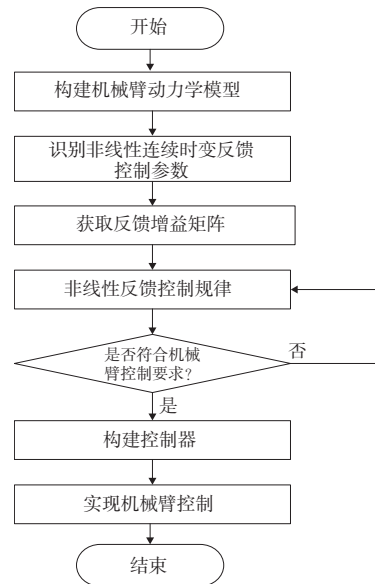 开始
构建机械臂动力学模型
识别非线性连续时变反馈
控制参数
获取反馈增益矩阵
非线性反馈控制规律
是否符合机械
臂控制要求?
否
是
构建控制器
实现机械臂控制
结束